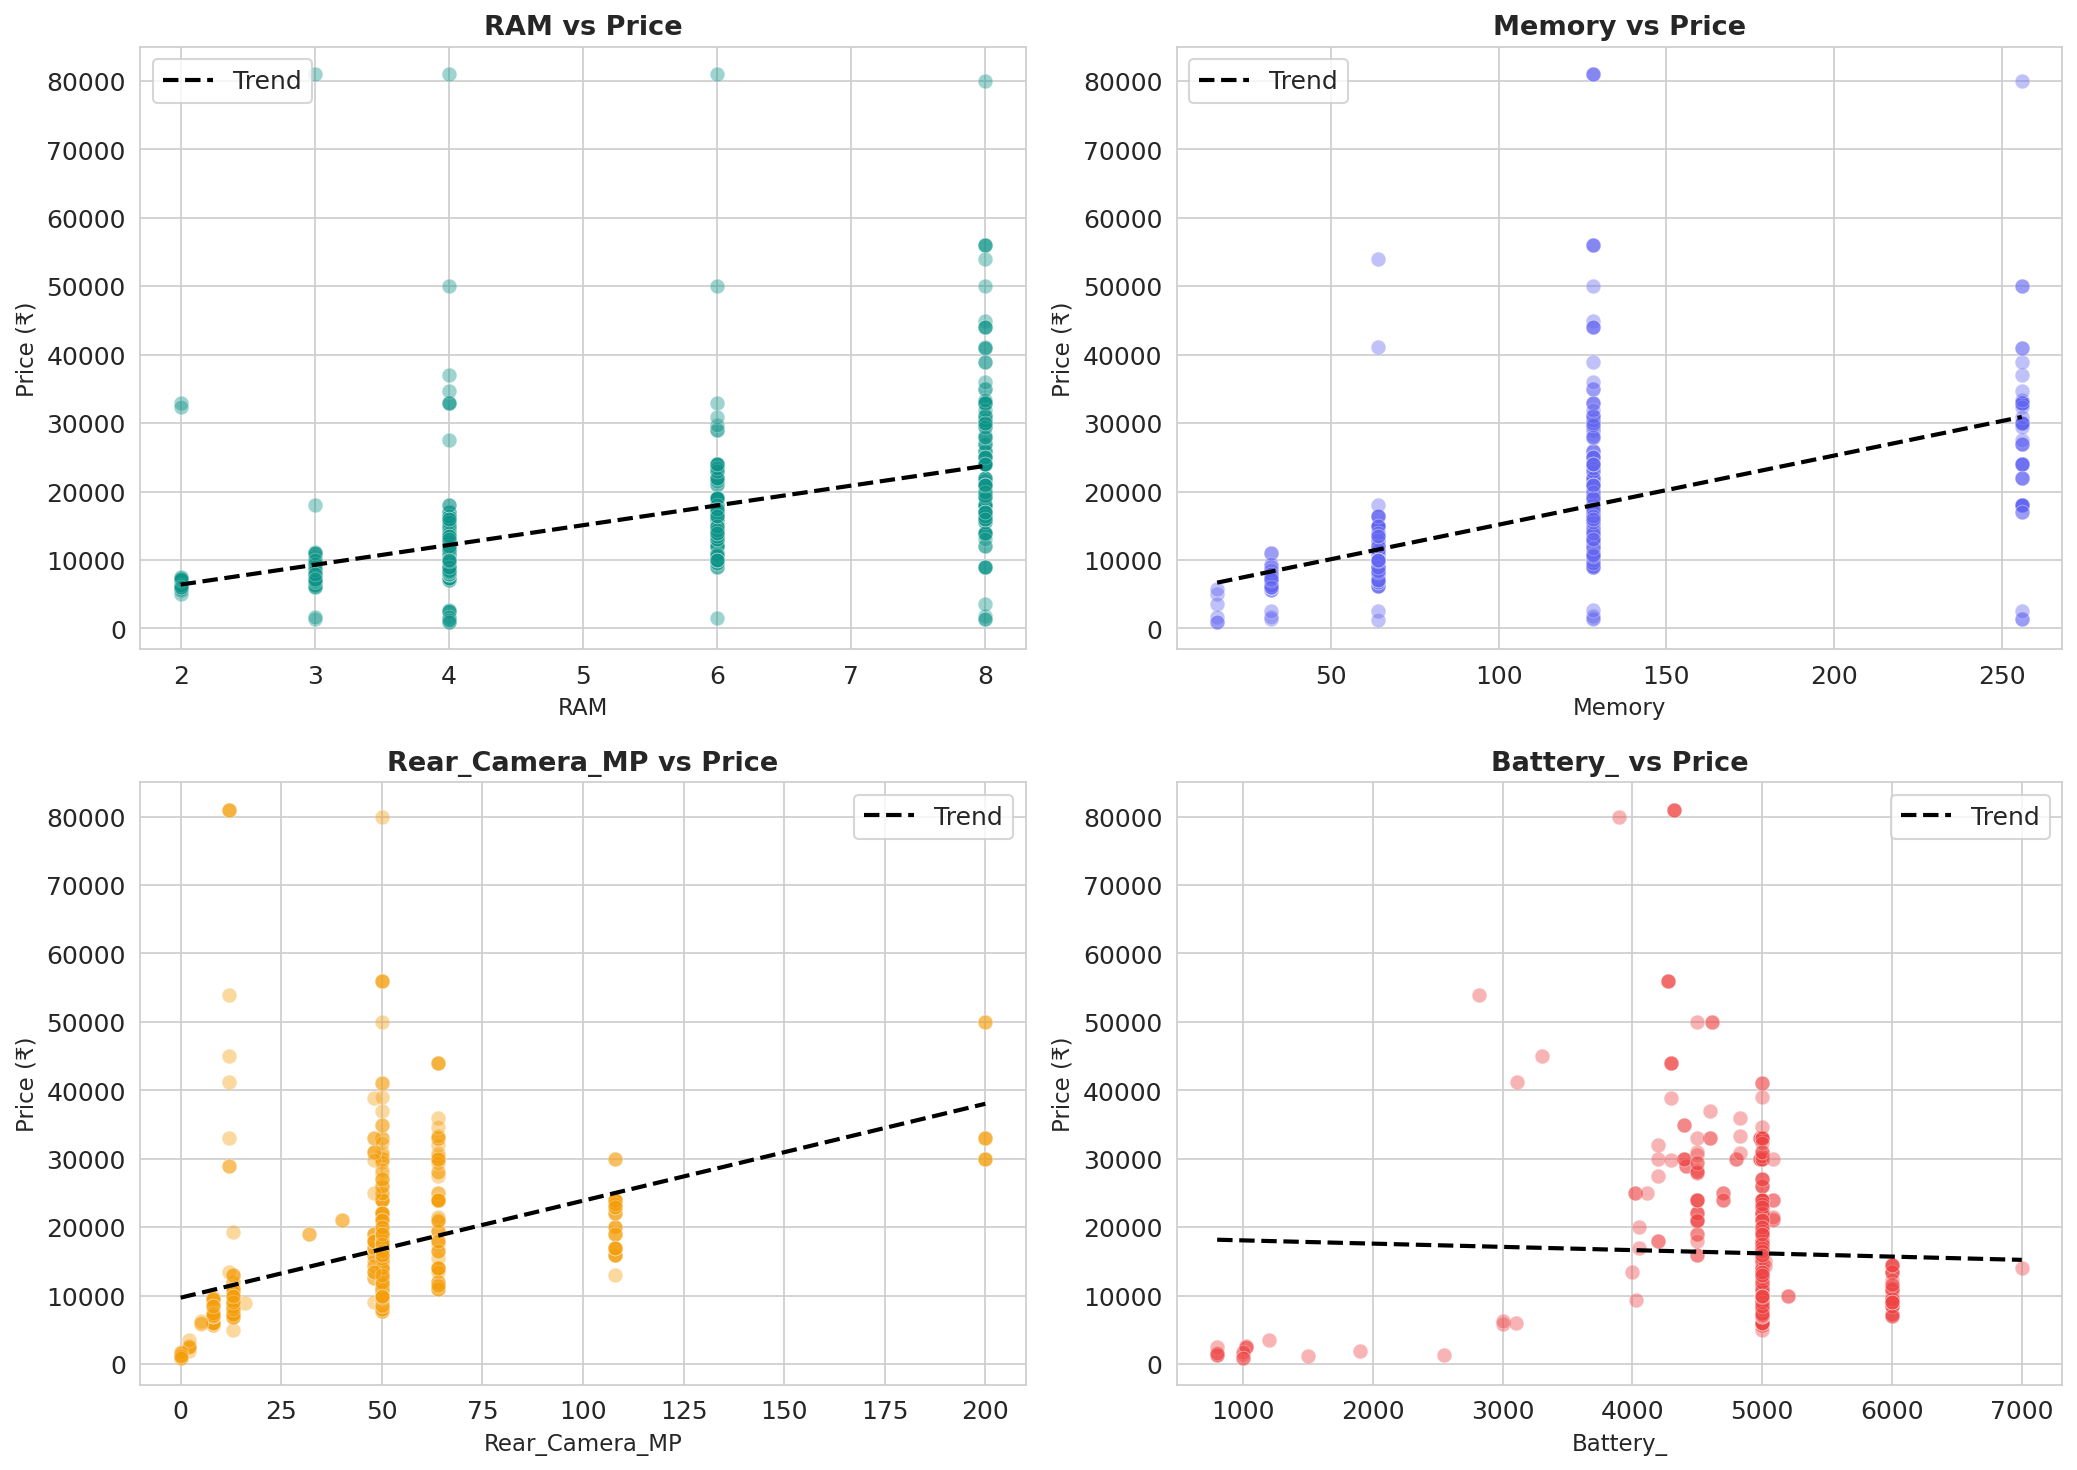 RAM vs Price
Trend
80000
70000
60000
50000
40000
30000
20000
10000
0
Price (₹)
2 3 4 5 6 7 8
RAM
Memory vs Price
Trend
80000
70000
60000
50000
40000
30000
20000
10000
0
Price (₹)
50 100 150 200 250
Memory
Rear_Camera_MP vs Price
Trend
80000
70000
60000
50000
40000
30000
20000
10000
0
Price (₹)
0 25 50 75 100 125 150 175 200
Rear_Camera_MP
Battery_ vs Price
Trend
80000
70000
60000
50000
40000
30000
20000
10000
0
Price (₹)
1000 2000 3000 4000 5000 6000 7000
Battery_